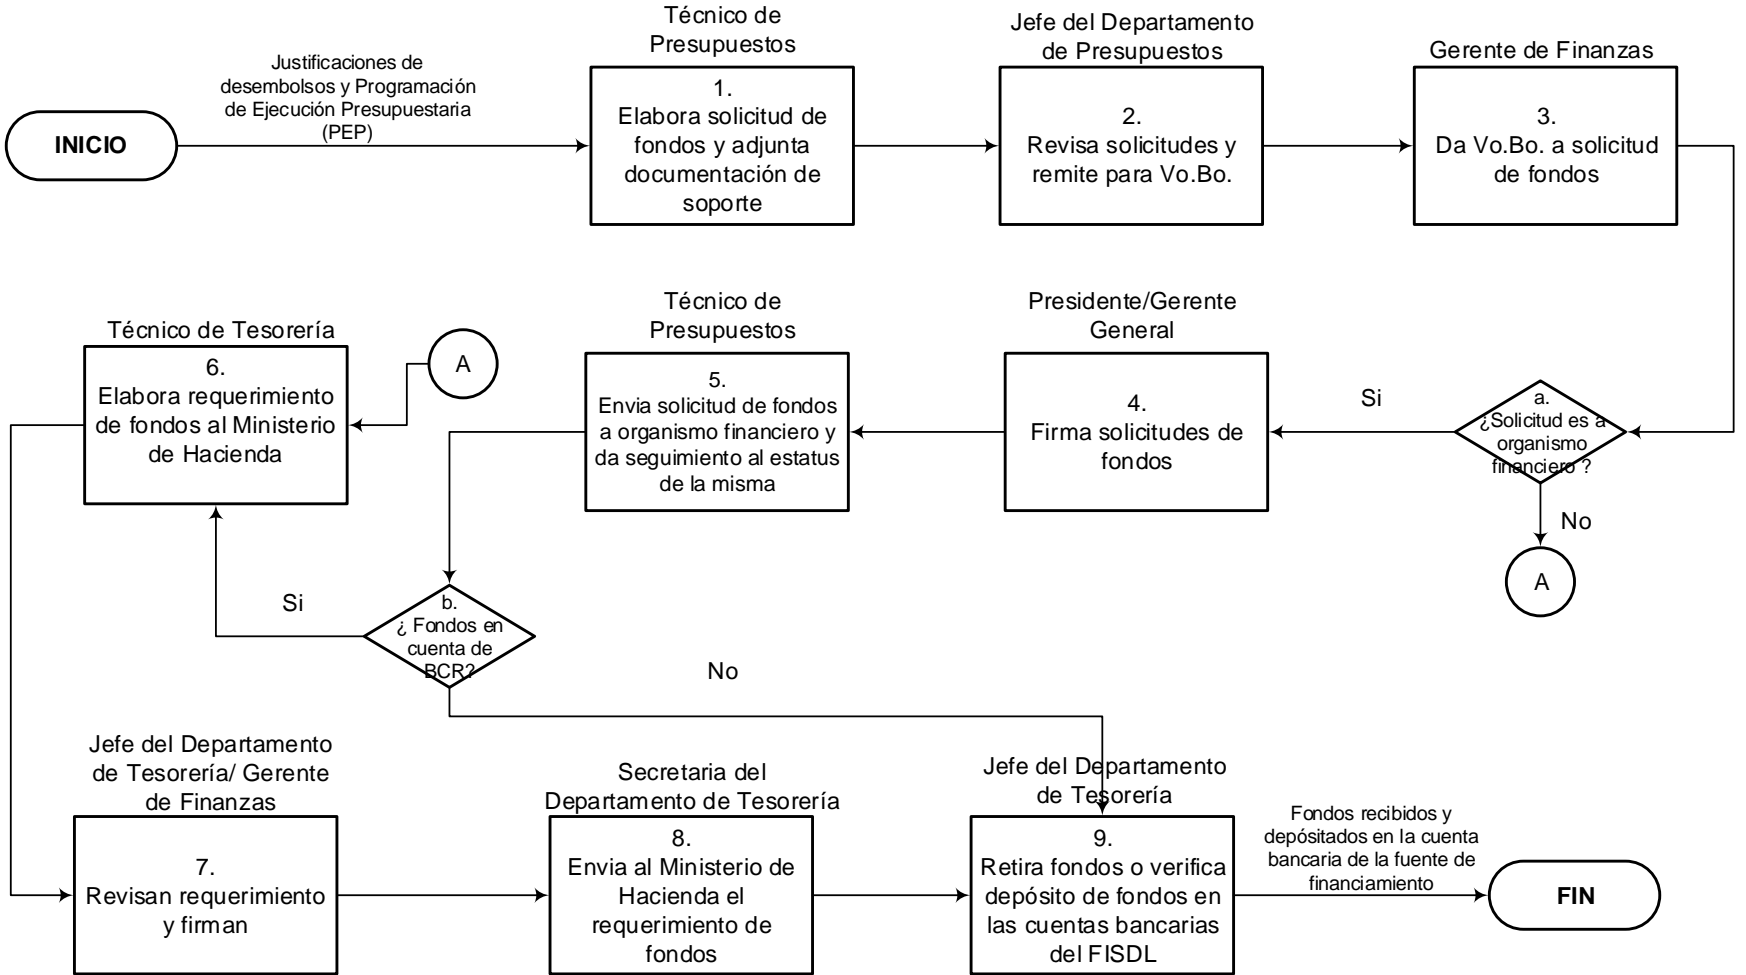 INICIO
Justificaciones de
desembolsos y Programación
de Ejecución Presupuestaria
(PEP)
Técnico de
Presupuestos
1.
Elabora solicitud de
fondos y adjunta
documentación de
soporte
Jefe del Departamento
de Presupuestos
2.
Revisa solicitudes y
remite para Vo.Bo.
Gerente de Finanzas
3.
Da Vo.Bo. a solicitud
de fondos
a.
¿Solicitud es a
organismo
financiero ?
Si
No
A
Presidente/Gerente
General
4.
Firma solicitudes de
fondos
Técnico de
Presupuestos
5.
Envia solicitud de fondos
a organismo financiero y
da seguimiento al estatus
de la misma
A
Técnico de Tesorería
6.
Elabora requerimiento
de fondos al Ministerio
de Hacienda
b.
¿ Fondos en
cuenta de
BCR?
Si
No
Jefe del Departamento
de Tesorería/ Gerente
de Finanzas
7.
Revisan requerimiento
y firman
Secretaria del
Departamento de Tesorería
8.
Envia al Ministerio de
Hacienda el
requerimiento de
fondos
Jefe del Departamento
de Tesorería
9.
Retira fondos o verifica
depósito de fondos en
las cuentas bancarias
del FISDL
Fondos recibidos y
depósitados en la cuenta
bancaria de la fuente de
financiamiento
FIN